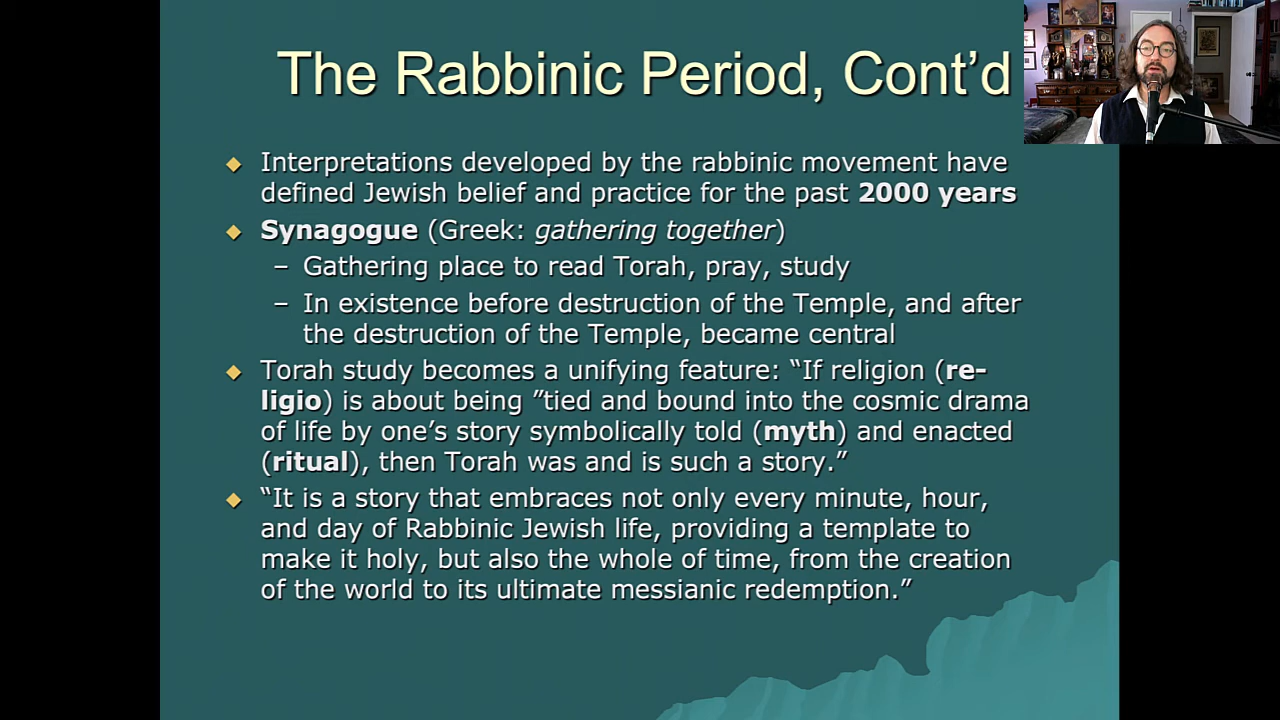 The Rabbinic Period, Cont’d
◆ Interpretations developed by the rabbinic movement have
defined Jewish belief and practice for the past 2000 years
◆ Synagogue (Greek: gathering together)
– Gathering place to read Torah, pray, study
– In existence before destruction of the Temple, and after
the destruction of the Temple, became central
◆ Torah study becomes a unifying feature: “If religion (re-
ligio) is about being ”tied and bound into the cosmic drama
of life by one’s story symbolically told (myth) and enacted
(ritual), then Torah was and is such a story.”
◆ “It is a story that embraces not only every minute, hour,
and day of Rabbinic Jewish life, providing a template to
make it holy, but also the whole of time, from the creation
of the world to its ultimate messianic redemption.”